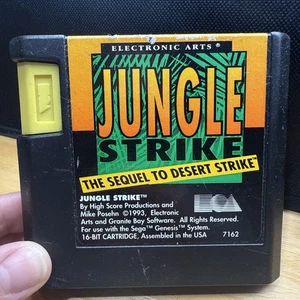 ELECTRONIC ARTS®
JUNGLE
STRIKE
THE SEQUEL TO DESERT STRIKE™
JUNGLE STRIKE™
By High Score Productions and
Mike Posehn ©1993, Electronic
Arts and Granite Bay Software. All Rights Reserved.
For use with the Sega™ Genesis™ System.
16-BIT CARTRIDGE, Assembled in the USA 7162